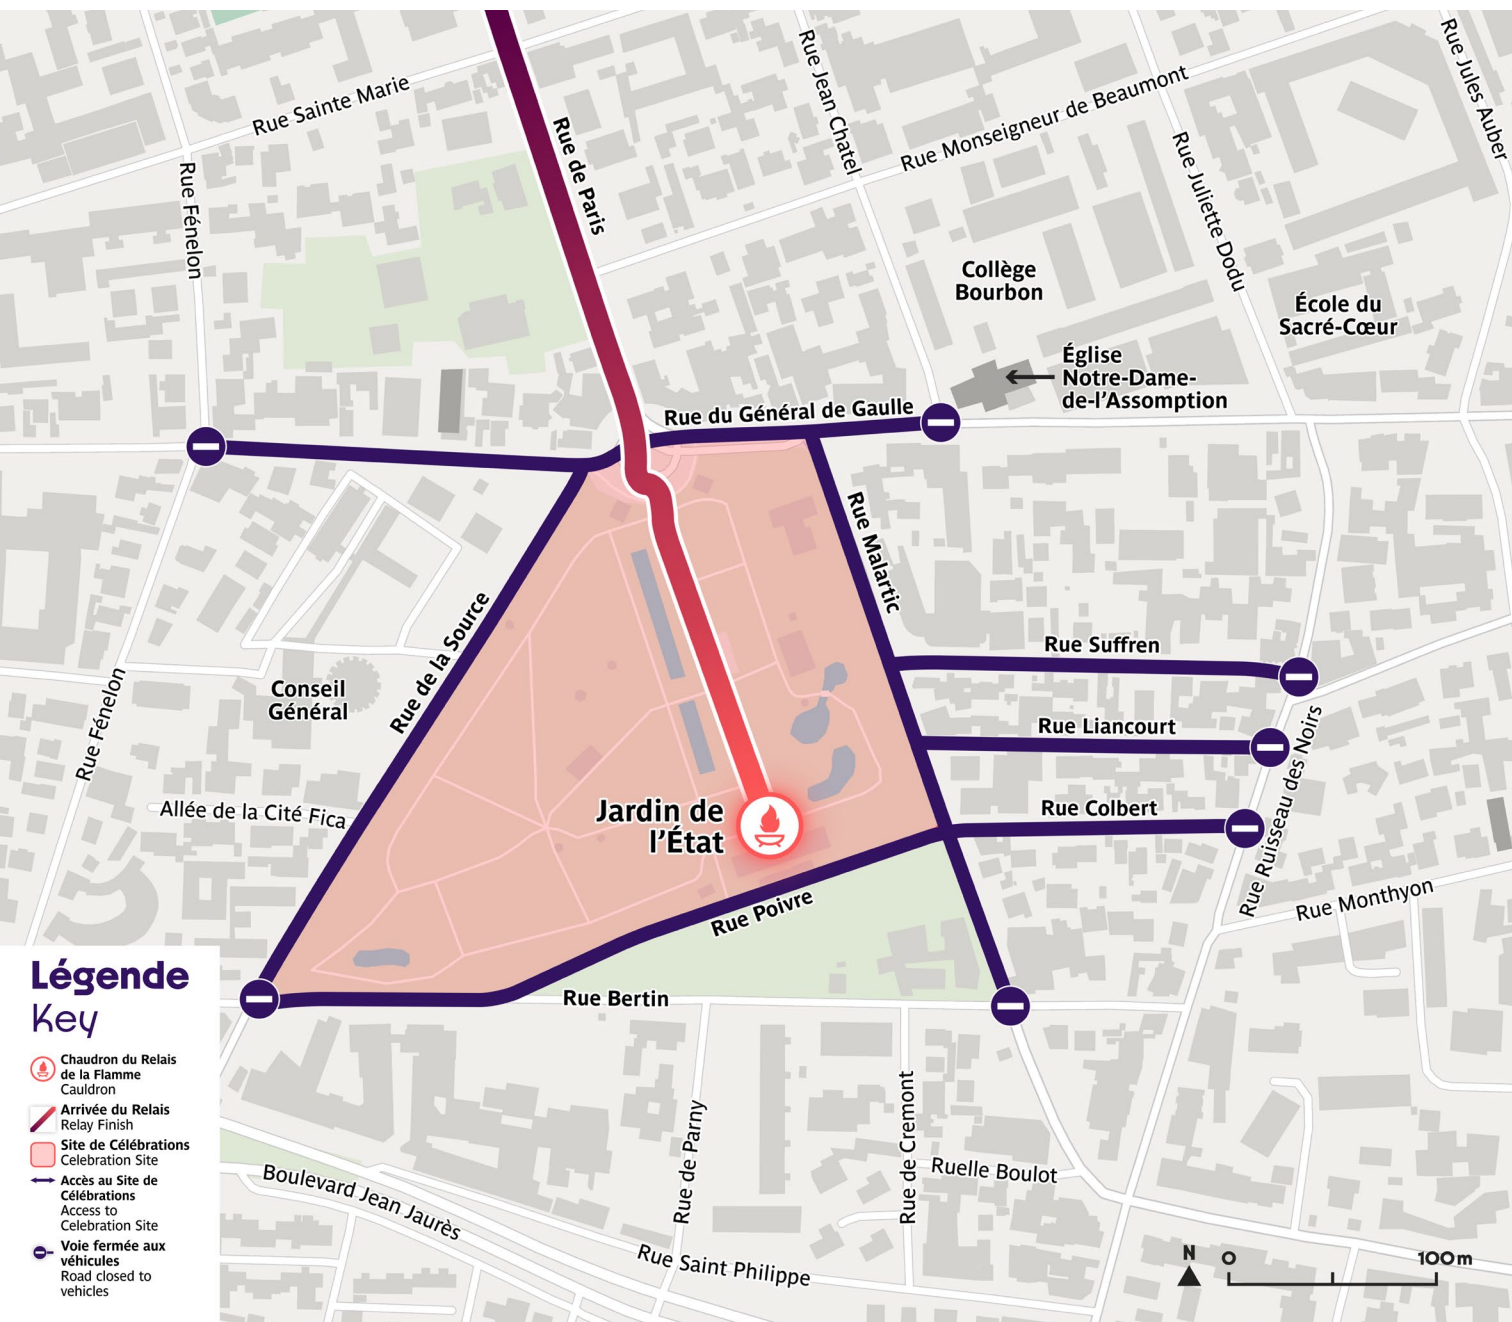 Rue Jules Auber
Rue Jean Chatel
Rue Sainte Marie
Rue Monseigneur de Beaumont
Rue de Paris
Rue Juliette Dodu
Rue Fénelon
Collège
Bourbon
École du
Sacré-Cœur
Église
Notre-Dame-
de-l'Assomption
Rue du Général de Gaulle
Rue Malartic
Rue de la Source
Rue Suffren
Conseil
Général
Rue Fénelon
Rue Liancourt
Rue Ruisseau des Noirs
Allée de la Cité Fica
Jardin de
l'État
Rue Colbert
Rue Monthyon
Rue Poivre
Rue Bertin
Rue de Parny
Rue de Cremont
Ruelle Boulot
Boulevard Jean Jaurès
Rue Saint Philippe
Légende
Key
Chaudron du Relais
de la Flamme
Cauldron
Arrivée du Relais
Relay Finish
Site de Célébrations
Celebration Site
Accès au Site de
Célébrations
Access to
Celebration Site
Voie fermée aux
véhicules
Road closed to
vehicles
N
0 100m